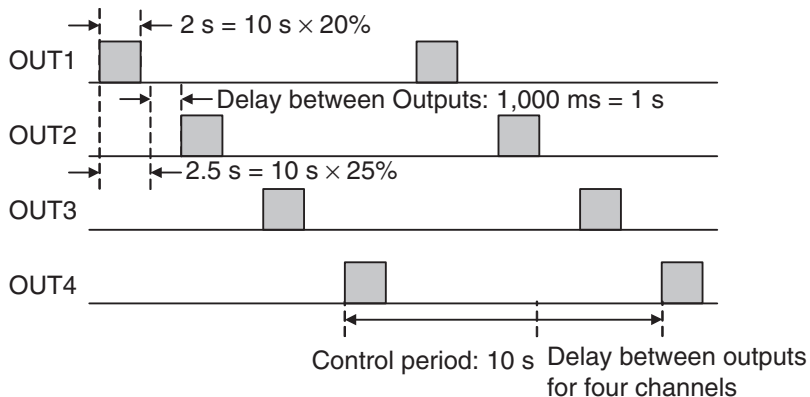 2 s = 10 s × 20%
OUT1
Delay between Outputs: 1,000 ms = 1 s
OUT2
2.5 s = 10 s × 25%
OUT3
OUT4
Control period: 10 s
Delay between outputs
for four channels